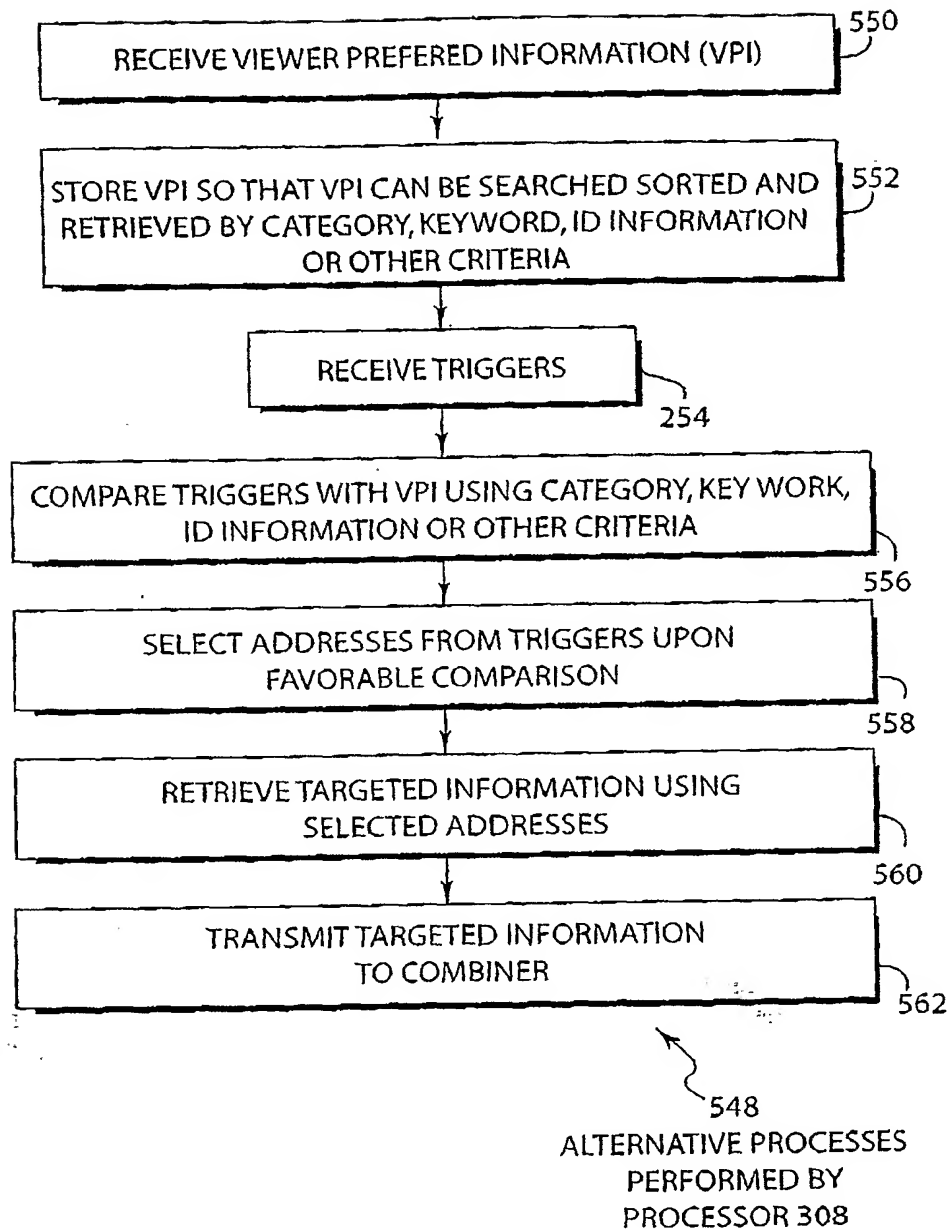 RECEIVE VIEWER PREFERED INFORMATION (VPI)
550
STORE VPI SO THAT VPI CAN BE SEARCHED SORTED AND
RETRIEVED BY CATEGORY, KEYWORD, ID INFORMATION
OR OTHER CRITERIA
552
RECEIVE TRIGGERS
254
COMPARE TRIGGERS WITH VPI USING CATEGORY, KEY WORK,
ID INFORMATION OR OTHER CRITERIA
556
SELECT ADDRESSES FROM TRIGGERS UPON
FAVORABLE COMPARISON
558
RETRIEVE TARGETED INFORMATION USING
SELECTED ADDRESSES
560
TRANSMIT TARGETED INFORMATION
TO COMBINER
562
548
ALTERNATIVE PROCESSES
PERFORMED BY
PROCESSOR 308